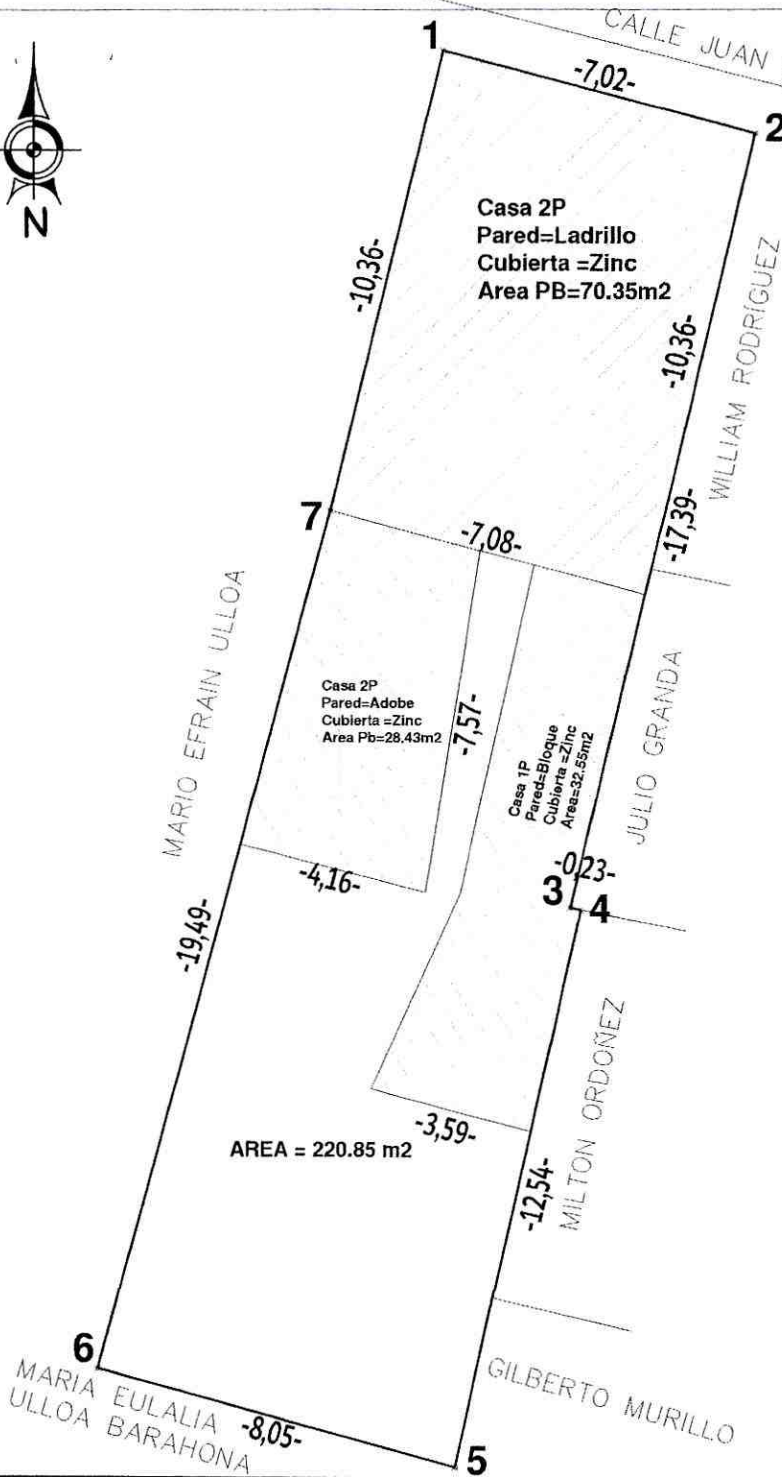 CALLE JUAN
1
-7,02-
2
N
Casa 2P
Pared=Ladrillo
Cubierta =Zinc
Area PB=70.35m2
-10,36-
-10,36-
WILLIAM RODRÍGUEZ
-17,39-
7
-7,08-
MARIO EFRAIN ULLOA
Casa 2P
Pared=Adobe
Cubierta =Zinc
Area Pb=28.43m2
-7,57-
Casa 1P
Pared=Bloque
Cubierta =Zinc
Area=32.55m2
JULIO GRANDA
-0,23-
3
4
-4,16-
-19,49-
MILTON ORDOÑEZ
-3,59-
AREA = 220.85 m2
-12,54-
6
MARIA EULALIA
ULLOA BARAHONA
-8,05-
5
GILBERTO MURILLO